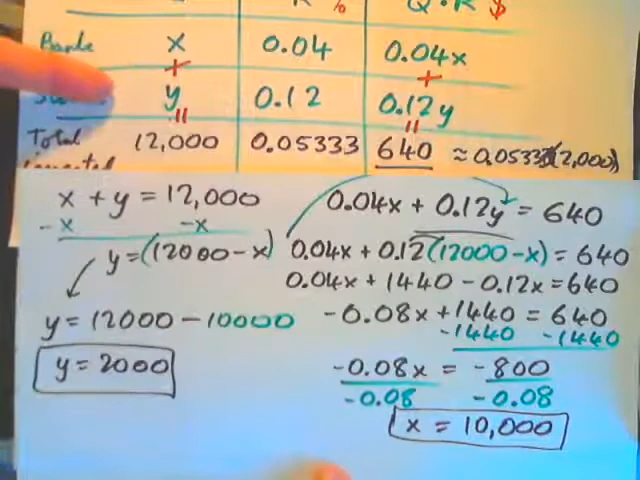 % Q·R $
Bank x 0.04 0.04x
+ +
y 0.12 0.12y
= =
Total 12,000 0.05333 640 ≈ 0.05333(12,000)
x + y = 12,000
-x -x
y = (12000 - x)
y = 12000 - 10000
y = 2000
0.04x + 0.12y = 640
0.04x + 0.12(12000 - x) = 640
0.04x + 1440 - 0.12x = 640
-0.08x + 1440 = 640
-1440 -1440
-0.08x = -800
-0.08 -0.08
x = 10,000